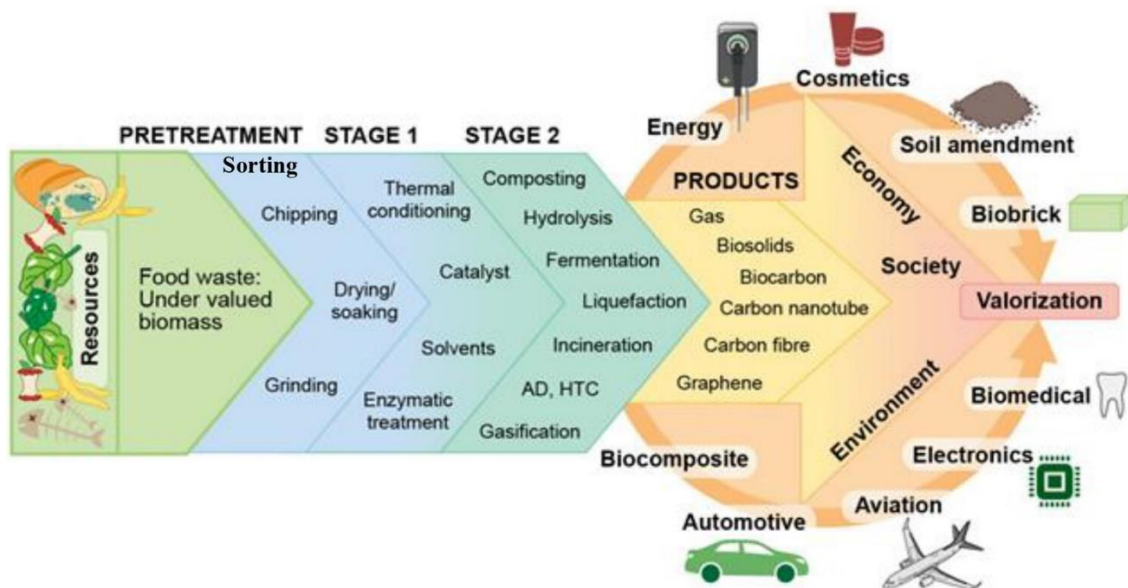 PRETREATMENT
STAGE 1
STAGE 2
Resources
Food waste:
Under valued
biomass
Sorting
Chipping
Drying/
soaking
Grinding
Thermal
conditioning
Catalyst
Solvents
Enzymatic
treatment
Composting
Hydrolysis
Fermentation
Liquefaction
Incineration
AD, HTC
Gasification
PRODUCTS
Gas
Biosolids
Biocarbon
Carbon nanotube
Carbon fibre
Graphene
Economy
Society
Environment
Energy
Cosmetics
Soil amendment
Biobrick
Valorization
Biomedical
Electronics
Aviation
Automotive
Biocomposite